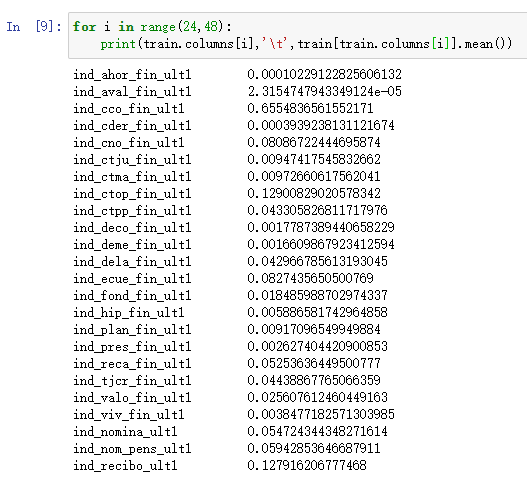 In [9]: for i in range(24,48):
print(train.columns[i],'\t',train[train.columns[i]].mean())
ind_ahor_fin_ult1 0.00010229122825606132
ind_aval_fin_ult1 2.3154747943349124e-05
ind_cco_fin_ult1 0.6554836561552171
ind_cder_fin_ult1 0.0003939238131121674
ind_cno_fin_ult1 0.08086722444695874
ind_ctju_fin_ult1 0.00947417545832662
ind_ctma_fin_ult1 0.00972660617562041
ind_ctop_fin_ult1 0.12900829020578342
ind_ctpp_fin_ult1 0.043305826811717976
ind_deco_fin_ult1 0.0017787389440658229
ind_deme_fin_ult1 0.0016609867923412594
ind_dela_fin_ult1 0.042966785613193045
ind_ecue_fin_ult1 0.0827435650500769
ind_fond_fin_ult1 0.018485988702974337
ind_hip_fin_ult1 0.005886581742964858
ind_plan_fin_ult1 0.00917096549949884
ind_pres_fin_ult1 0.002627404420900853
ind_reca_fin_ult1 0.05253636449500777
ind_tjcr_fin_ult1 0.04438867765066359
ind_valo_fin_ult1 0.025607612460449163
ind_viv_fin_ult1 0.0038477182571303985
ind_nomina_ult1 0.054724344348271614
ind_nom_pens_ult1 0.05942853646687911
ind_recibo_ult1 0.127916206777468